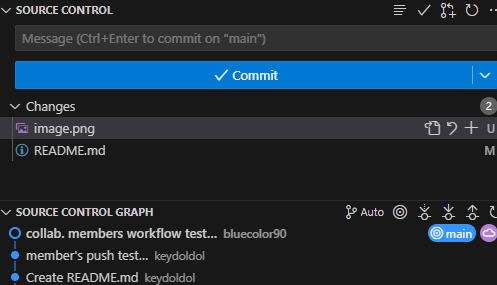 SOURCE CONTROL
Message (Ctrl+Enter to commit on "main")
Commit
Changes 2
image.png U
README.md M
SOURCE CONTROL GRAPH Auto
collab. members workflow test... bluecolor90 main
member's push test... keydoldol
Create README.md keydoldol